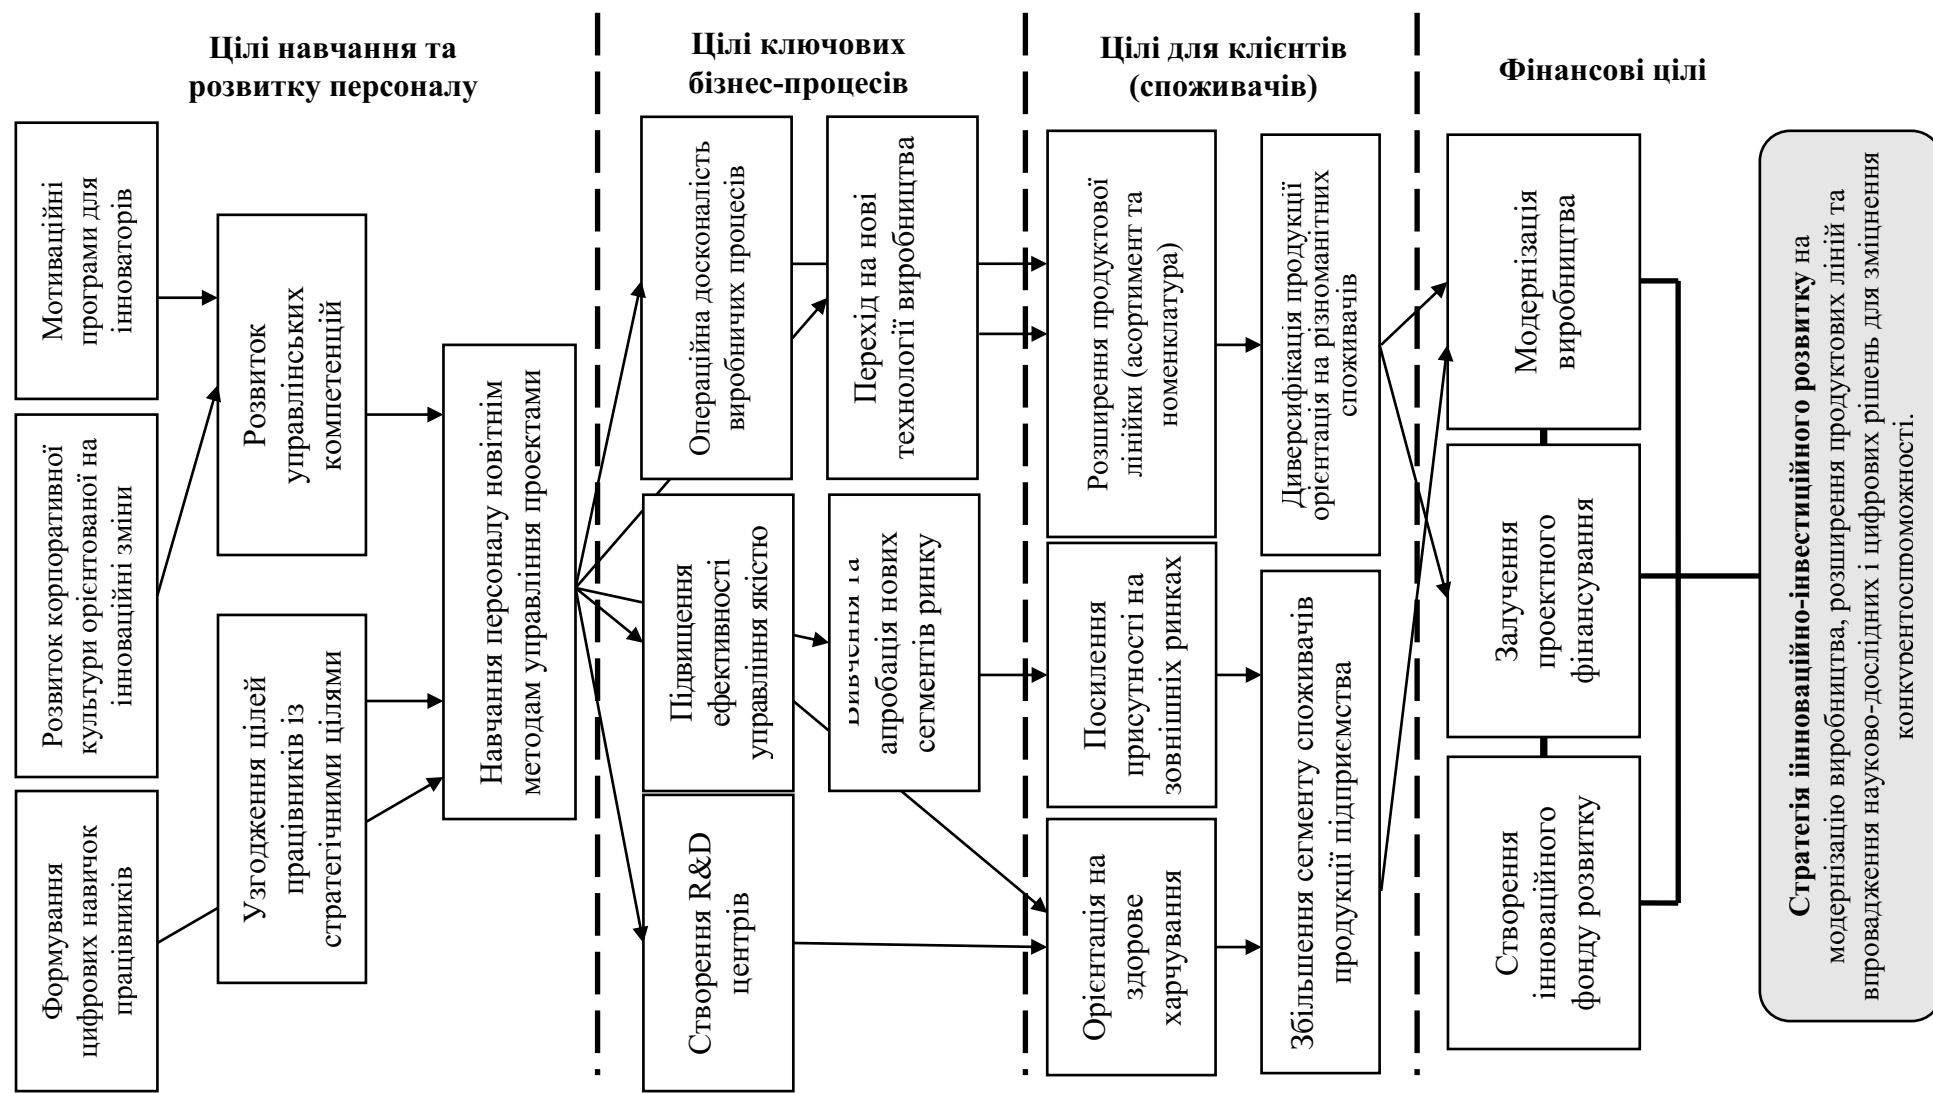 Цілі навчання та
розвитку персоналу
Цілі ключових
бізнес-процесів
Цілі для клієнтів
(споживачів)
Фінансові цілі
Мотиваційні
програми для
інноваторів
Розвиток корпоративної
культури орієнтованої на
інноваційні зміни
Формування
цифрових навичок
працівників
Розвиток
управлінських
компетенцій
Узгодження цілей
працівників із
стратегічними цілями
Навчання персоналу новітнім
методам управління проектами
Операційна досконалість
виробничих процесів
Підвищення
ефективності
управління якістю
Створення R&D
центрів
Перехід на нові
технології виробництва
Вивчення та
апробація нових
сегментів ринку
Розширення продуктової
лінійки (асортимент та
номенклатура)
Посилення
присутності на
зовнішніх ринках
Орієнтація на
здорове
харчування
Диверсифікація продукції
орієнтація на різноманітних
споживачів
Збільшення сегменту споживачів
продукції підприємства
Модернізація
виробництва
Залучення
проектного
фінансування
Створення
інноваційного
фонду розвитку
Стратегія іінноваційно-інвестиційного розвитку на
модернізацію виробництва, розширення продуктових ліній та
впровадження науково-дослідних і цифрових рішень для зміцнення
конкурентоспроможності.